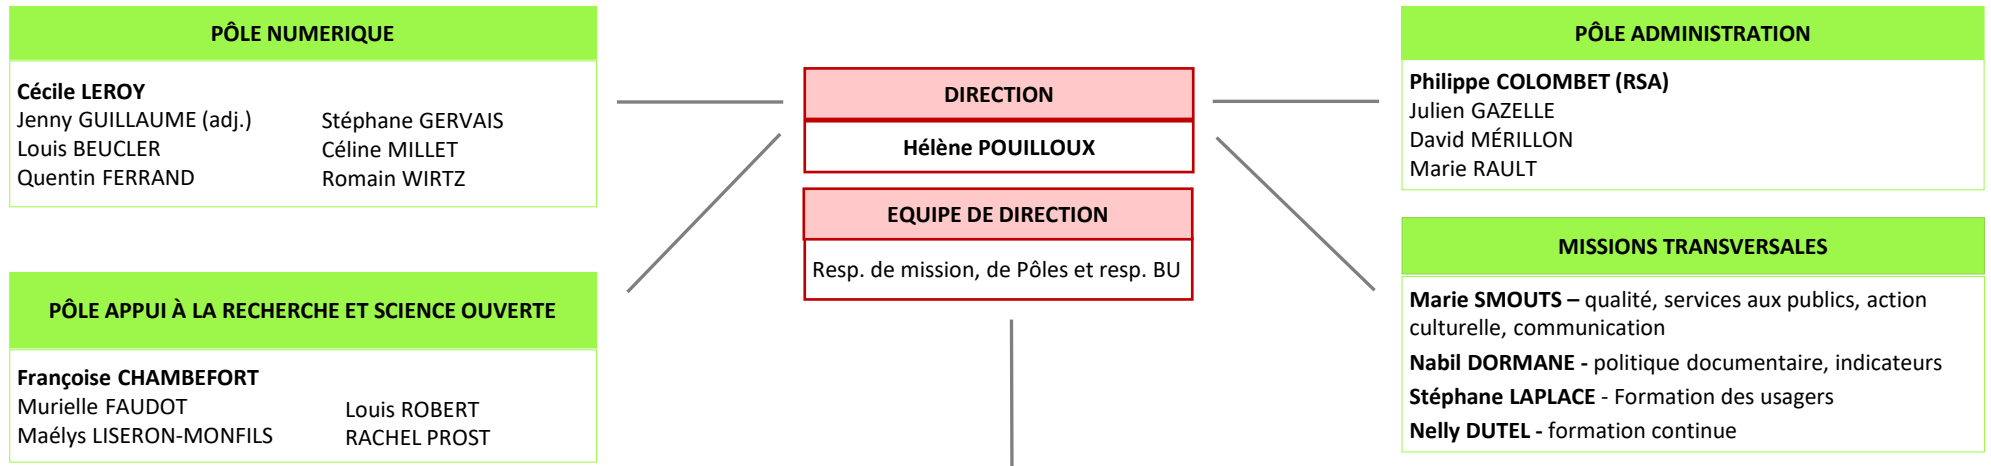 PÔLE NUMERIQUE
Cécile LEROY
Jenny GUILLAUME (adj.)
Louis BEUCLER
Quentin FERRAND
Stéphane GERVAIS
Céline MILLET
Romain WIRTZ
PÔLE APPUI À LA RECHERCHE ET SCIENCE OUVERTE
Françoise CHAMBEFORT
Murielle FAUDOT
Maélys LISERON-MONFILS
Louis ROBERT
RACHEL PROST
DIRECTION
Hélène POUILLOUX
EQUIPE DE DIRECTION
Resp. de mission, de Pôles et resp. BU
PÔLE ADMINISTRATION
Philippe COLOMBET (RSA)
Julien GAZELLE
David MÉRILLON
Marie RAULT
MISSIONS TRANSVERSALES
Marie SMOUTS – qualité, services aux publics, action
culturelle, communication
Nabil DORMANE - politique documentaire, indicateurs
Stéphane LAPLACE - Formation des usagers
Nelly DUTEL - formation continue